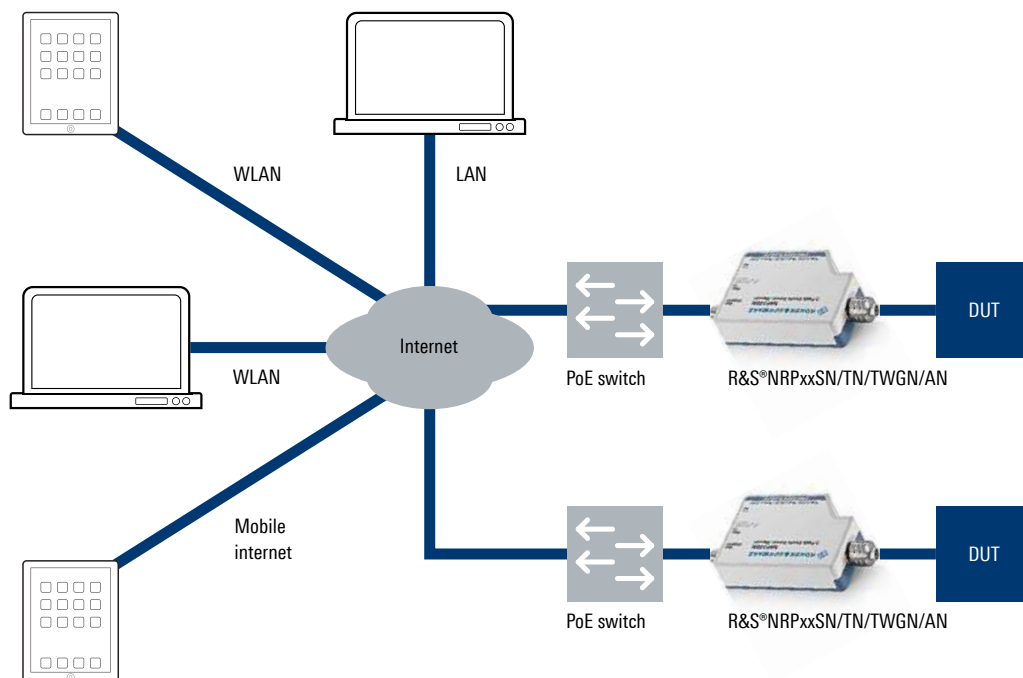 WLAN
LAN
Internet
WLAN
PoE switch
R&S®NRPxxSN/TN/TWGN/AN
DUT
Mobile
internet
PoE switch
R&S®NRPxxSN/TN/TWGN/AN
DUT